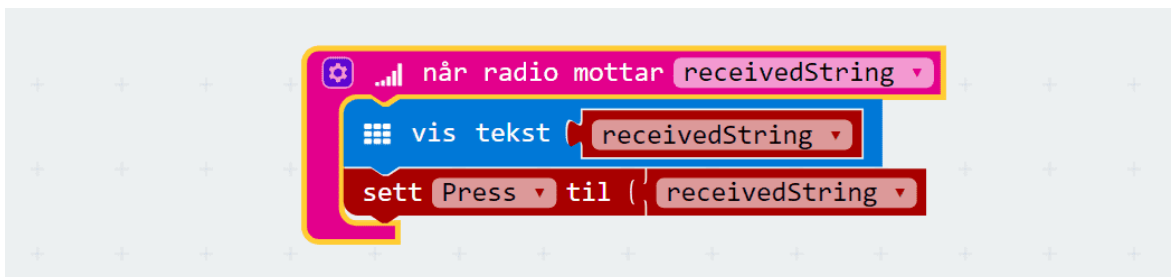 når radio mottar receivedString
vis tekst receivedString
sett Press til receivedString